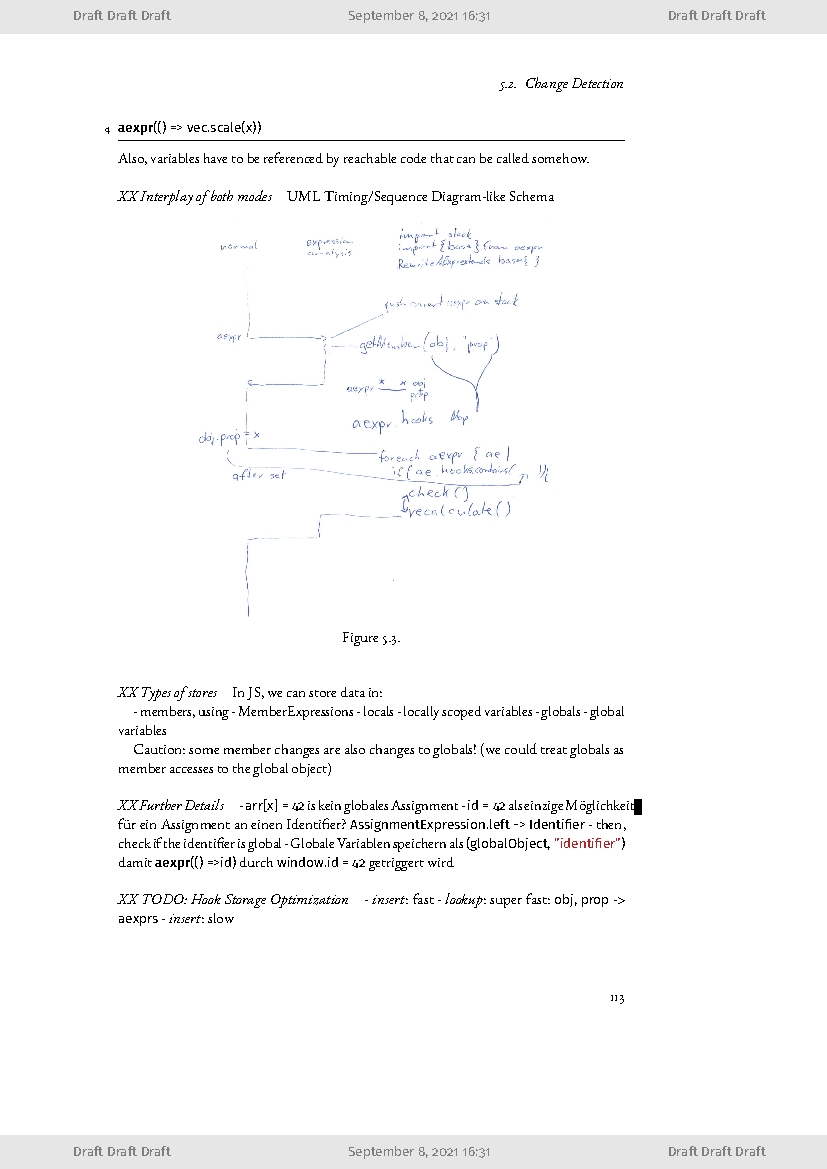 Draft Draft Draft September 8, 2021 16:31 Draft Draft Draft
5.2. Change Detection
4 aexpr(() => vec.scale(x))
Also, variables have to be referenced by reachable code that can be called somehow.
XX Interplay of both modes UML Timing/Sequence Diagram-like Schema
import stack
normal expression import {base} from aexpr
analysis
push current aexpr on stack
aexpr getMember(obj, "prop")
aexpr * * obj
prop
aexpr.hooks Map
obj.prop = x
foreach aexpr { ae |
if (ae.hooks.contains(
after set
check()
recalculate()
Figure 5.3.
XX Types of stores In JS, we can store data in:
- members, using - MemberExpressions - locals - locally scoped variables - globals - global
variables
Caution: some member changes are also changes to globals! (we could treat globals as
member accesses to the global object)
XX Further Details - arr[x] = 42 is kein globales Assignment - id = 42 als einzige Möglichkeit
für ein Assignment an einen Identifier? AssignmentExpression.left -> Identifier - then,
check if the identifier is global - Globale Variablen speichern als (globalObject, "identifier")
damit aexpr(() =>id) durch window.id = 42 getriggert wird
XX TODO: Hook Storage Optimization - insert: fast - lookup: super fast: obj, prop ->
aexprs - insert: slow
113
Draft Draft Draft September 8, 2021 16:31 Draft Draft Draft